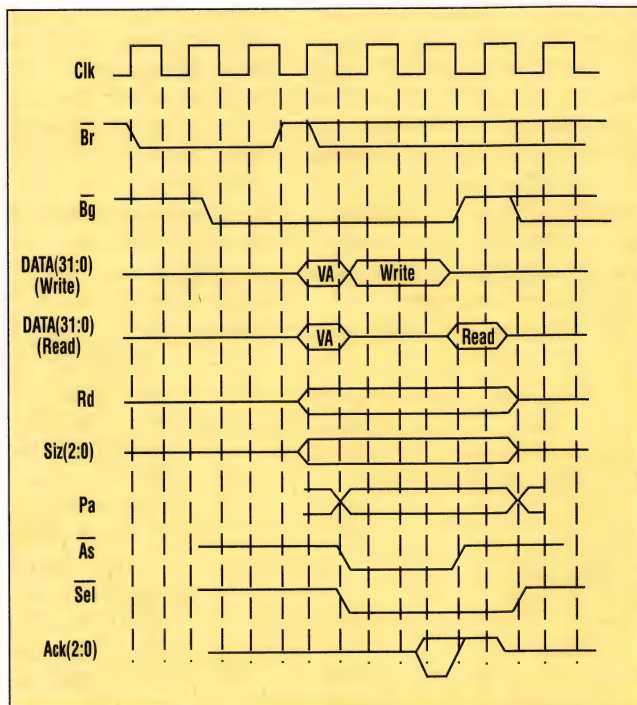 Clk
Br
Bg
DATA(31:0)
(Write)
VA
Write
DATA(31:0)
(Read)
VA
Read
Rd
Siz(2:0)
Pa
As
Sel
Ack(2:0)